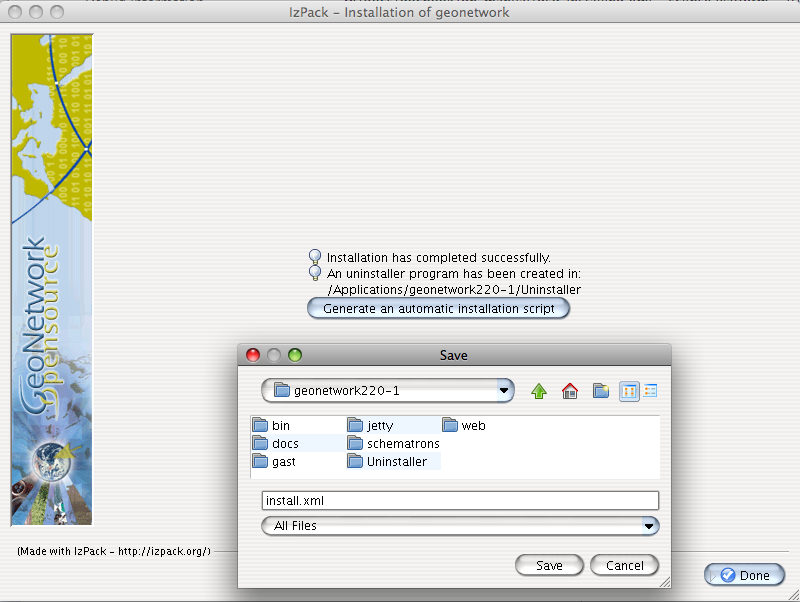 IzPack - Installation of geonetwork
GeoNetwork
Opensource
Installation has completed successfully.
An uninstaller program has been created in:
/Applications/geonetwork220-1/Uninstaller
Generate an automatic installation script
Save
geonetwork220-1
bin
jetty
web
docs
schematrons
gast
Uninstaller
install.xml
All Files
Save
Cancel
(Made with IzPack - http://izpack.org/)
Done